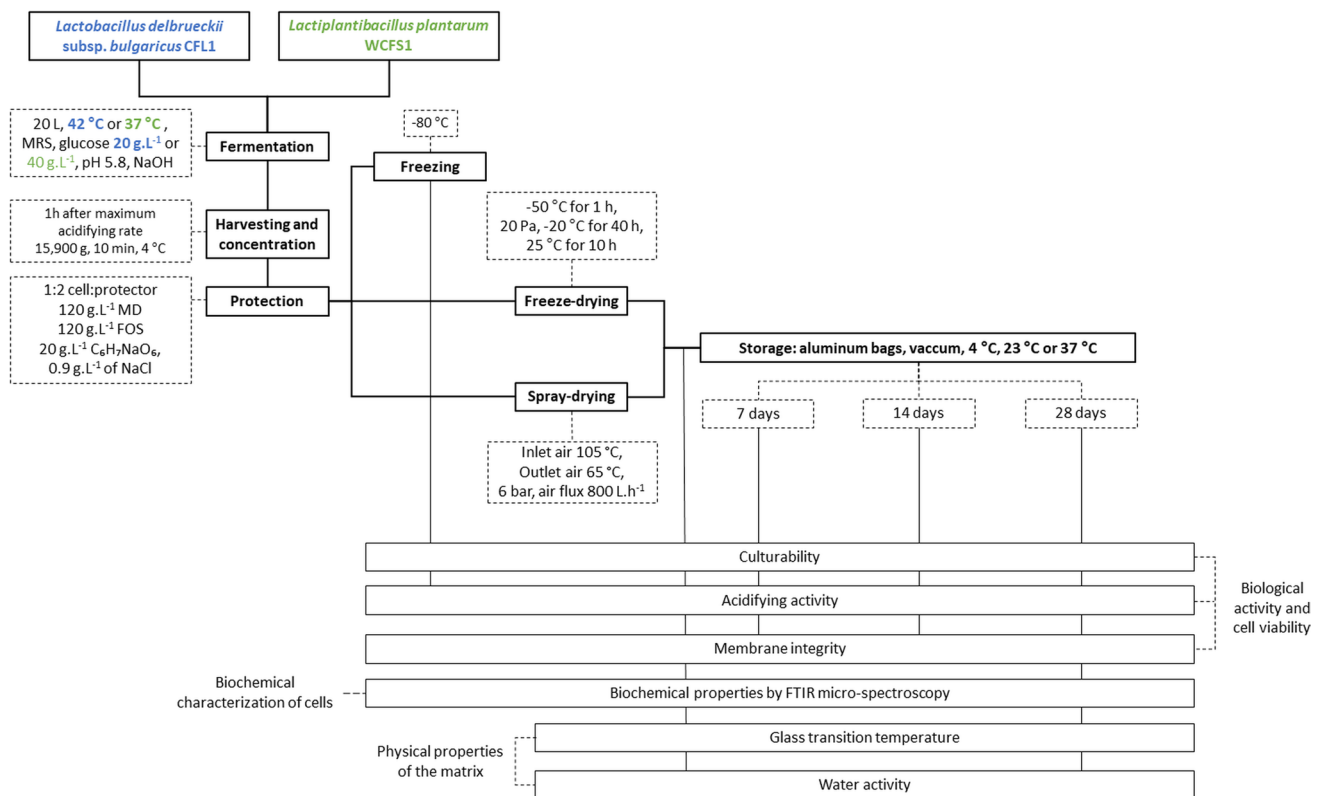 Lactobacillus delbrueckii
subsp. bulgaricus CFL1
Lactiplantibacillus plantarum
WCFS1
20 L, 42 °C or 37 °C ,
MRS, glucose 20 g.L⁻¹ or
40 g.L⁻¹, pH 5.8, NaOH
Fermentation
-80 °C
Freezing
1h after maximum
acidifying rate
15,900 g, 10 min, 4 °C
Harvesting and
concentration
-50 °C for 1 h,
20 Pa, -20 °C for 40 h,
25 °C for 10 h
1:2 cell:protector
120 g.L⁻¹ MD
120 g.L⁻¹ FOS
20 g.L⁻¹ C₆H₇NaO₆,
0.9 g.L⁻¹ of NaCl
Protection
Freeze-drying
Storage: aluminum bags, vaccum, 4 °C, 23 °C or 37 °C
Spray-drying
7 days
14 days
28 days
Inlet air 105 °C,
Outlet air 65 °C,
6 bar, air flux 800 L.h⁻¹
Culturability
Acidifying activity
Membrane integrity
Biological
activity and
cell viability
Biochemical
characterization of cells
Biochemical properties by FTIR micro-spectroscopy
Glass transition temperature
Physical properties
of the matrix
Water activity